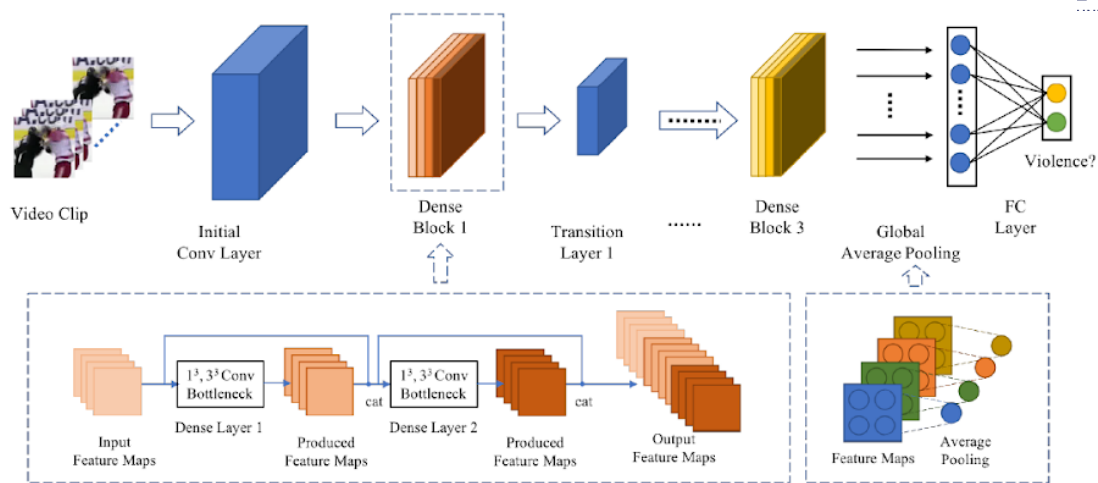 Video Clip
Initial
Conv Layer
Dense
Block 1
Transition
Layer 1
......
Dense
Block 3
Global
Average Pooling
FC
Layer
Violence?
1³, 3³ Conv
Bottleneck
Dense Layer 1
cat
1³, 3³ Conv
Bottleneck
Dense Layer 2
cat
Input
Feature Maps
Produced
Feature Maps
Produced
Feature Maps
Output
Feature Maps
Feature Maps
Average
Pooling